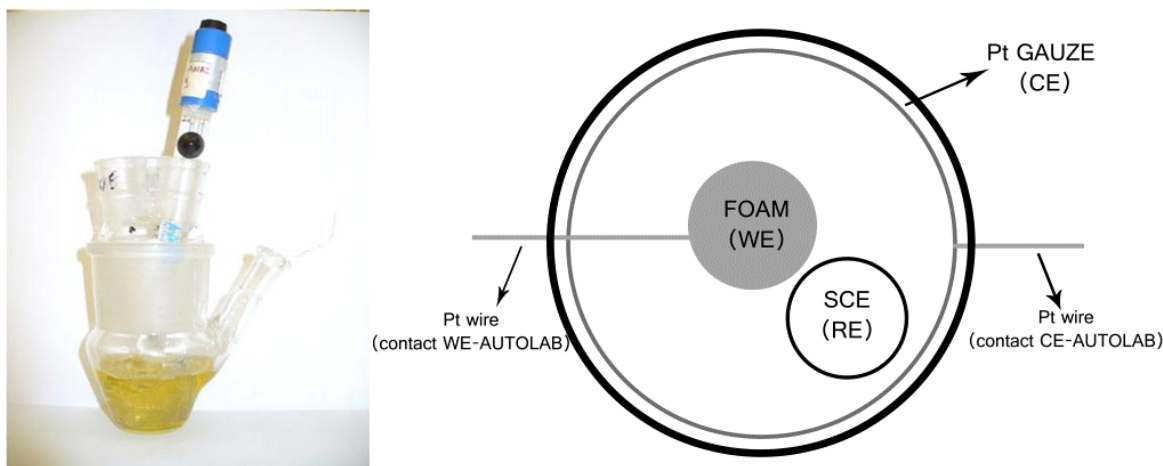 Pt GAUZE
(CE)
FOAM
(WE)
SCE
(RE)
Pt wire
(contact WE-AUTOLAB)
Pt wire
(contact CE-AUTOLAB)